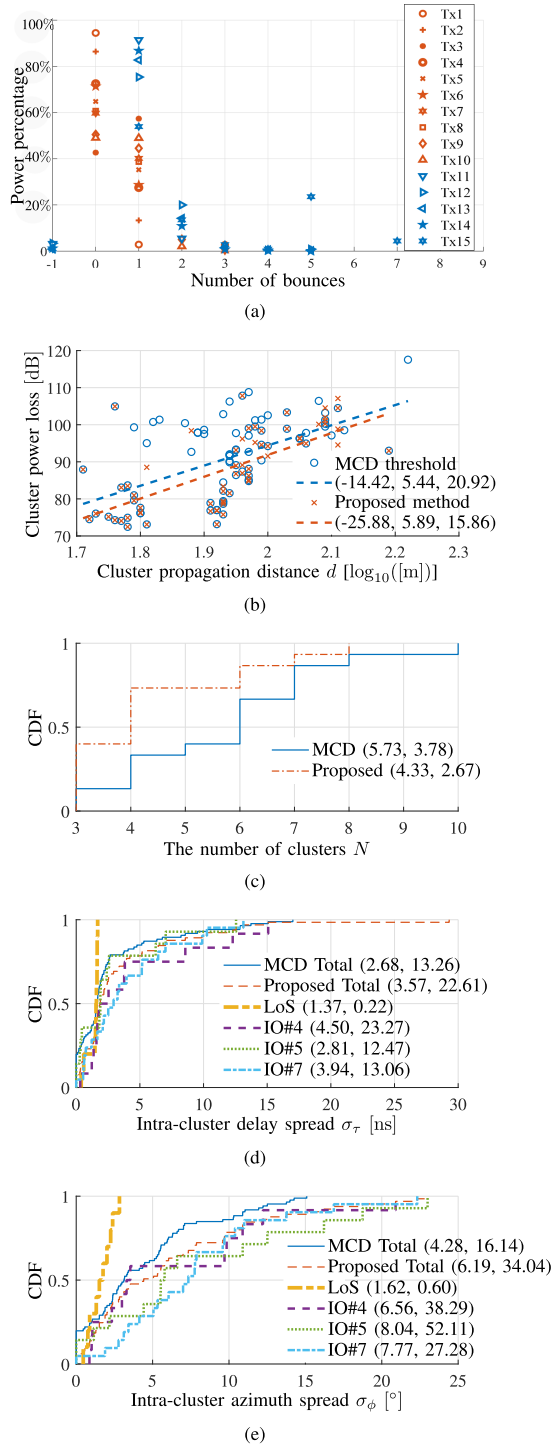 100%
80%
60%
40%
20%
0%
Power percentage
-1 0 1 2 3 4 5 6 7 8 9
Number of bounces
Tx1
Tx2
Tx3
Tx4
Tx5
Tx6
Tx7
Tx8
Tx9
Tx10
Tx11
Tx12
Tx13
Tx14
Tx15
(a)
120
110
100
90
80
70
Cluster power loss [dB]
MCD threshold
(-14.42, 5.44, 20.92)
Proposed method
(-25.88, 5.89, 15.86)
1.7 1.8 1.9 2 2.1 2.2 2.3
Cluster propagation distance d [log10([m])]
(b)
1
0.5
0
CDF
MCD (5.73, 3.78)
Proposed (4.33, 2.67)
3 4 5 6 7 8 9 10
The number of clusters N
(c)
1
0.5
0
CDF
MCD Total (2.68, 13.26)
Proposed Total (3.57, 22.61)
LoS (1.37, 0.22)
IO#4 (4.50, 23.27)
IO#5 (2.81, 12.47)
IO#7 (3.94, 13.06)
0 5 10 15 20 25 30
Intra-cluster delay spread στ [ns]
(d)
1
0.5
0
CDF
MCD Total (4.28, 16.14)
Proposed Total (6.19, 34.04)
LoS (1.62, 0.60)
IO#4 (6.56, 38.29)
IO#5 (8.04, 52.11)
IO#7 (7.77, 27.28)
0 5 10 15 20 25
Intra-cluster azimuth spread σϕ [°]
(e)